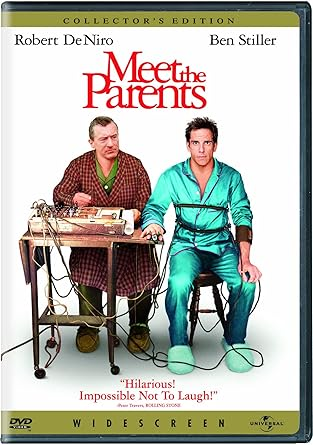 COLLECTOR'S EDITION
Robert DeNiro Ben Stiller
Meet the
Parents
"Hilarious!
Impossible Not To Laugh!"
(Peter Travers, ROLLING STONE)
DVD
VIDEO
WIDESCREEN
UNIVERSAL